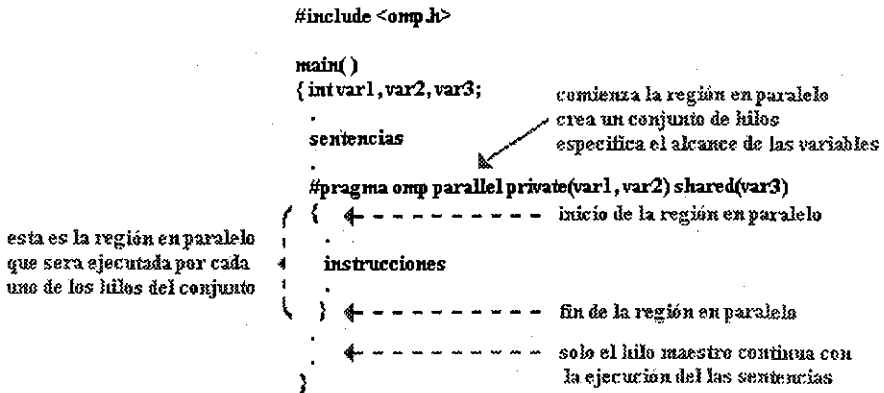 #include <omp.h>
main()
{ int var1, var2, var3;
.
sentencias
.
comienza la región en paralelo
crea un conjunto de hilos
especifica el alcance de las variables
#pragma omp parallel private(var1, var2) shared(var3)
{
inicio de la región en paralelo
.
instrucciones
.
esta es la región en paralelo
que sera ejecutada por cada
uno de los hilos del conjunto
}
fin de la región en paralelo
.
.
solo el hilo maestro continua con
la ejecución del las sentencias
}